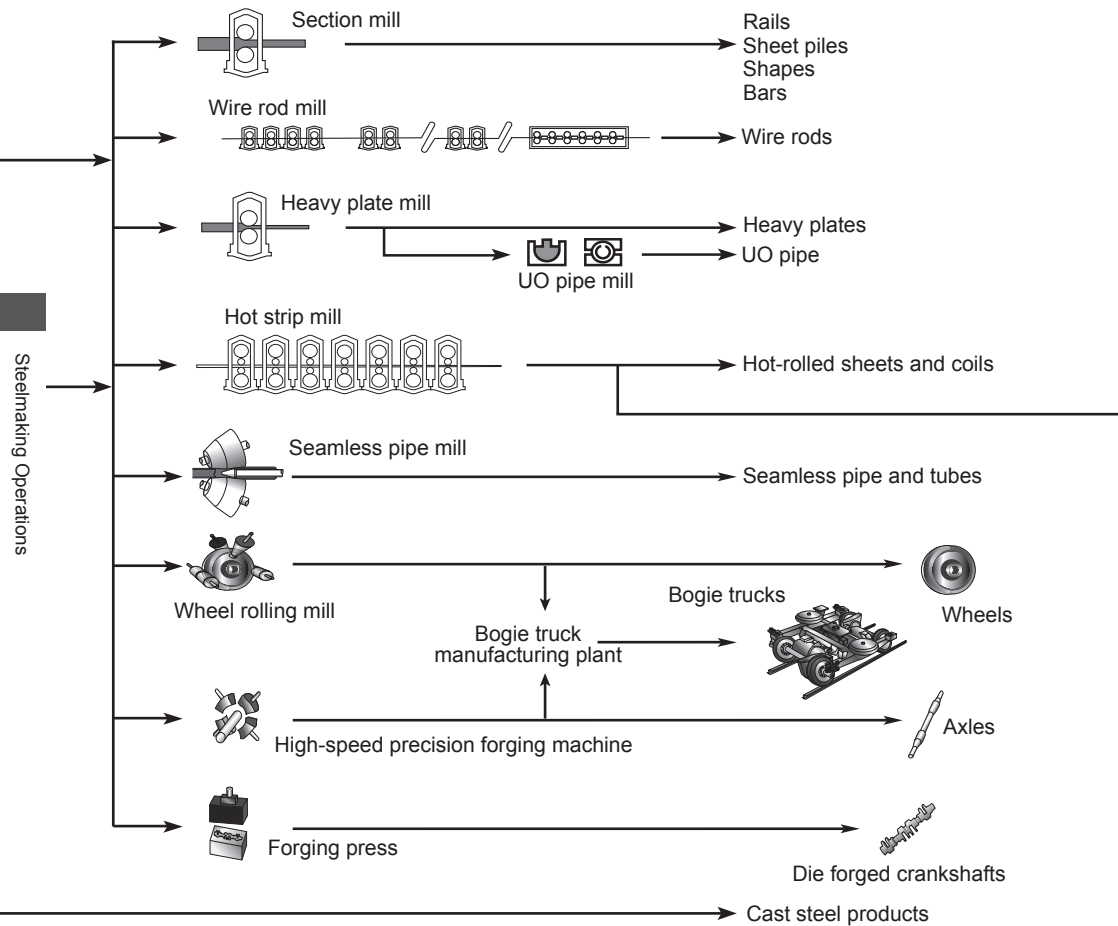 Section mill
Rails
Sheet piles
Shapes
Bars
Wire rod mill
Wire rods
Heavy plate mill
Heavy plates
UO pipe
UO pipe mill
Hot strip mill
Hot-rolled sheets and coils
Steelmaking Operations
Seamless pipe mill
Seamless pipe and tubes
Wheel rolling mill
Bogie trucks
Wheels
Bogie truck
manufacturing plant
High-speed precision forging machine
Axles
Forging press
Die forged crankshafts
Cast steel products